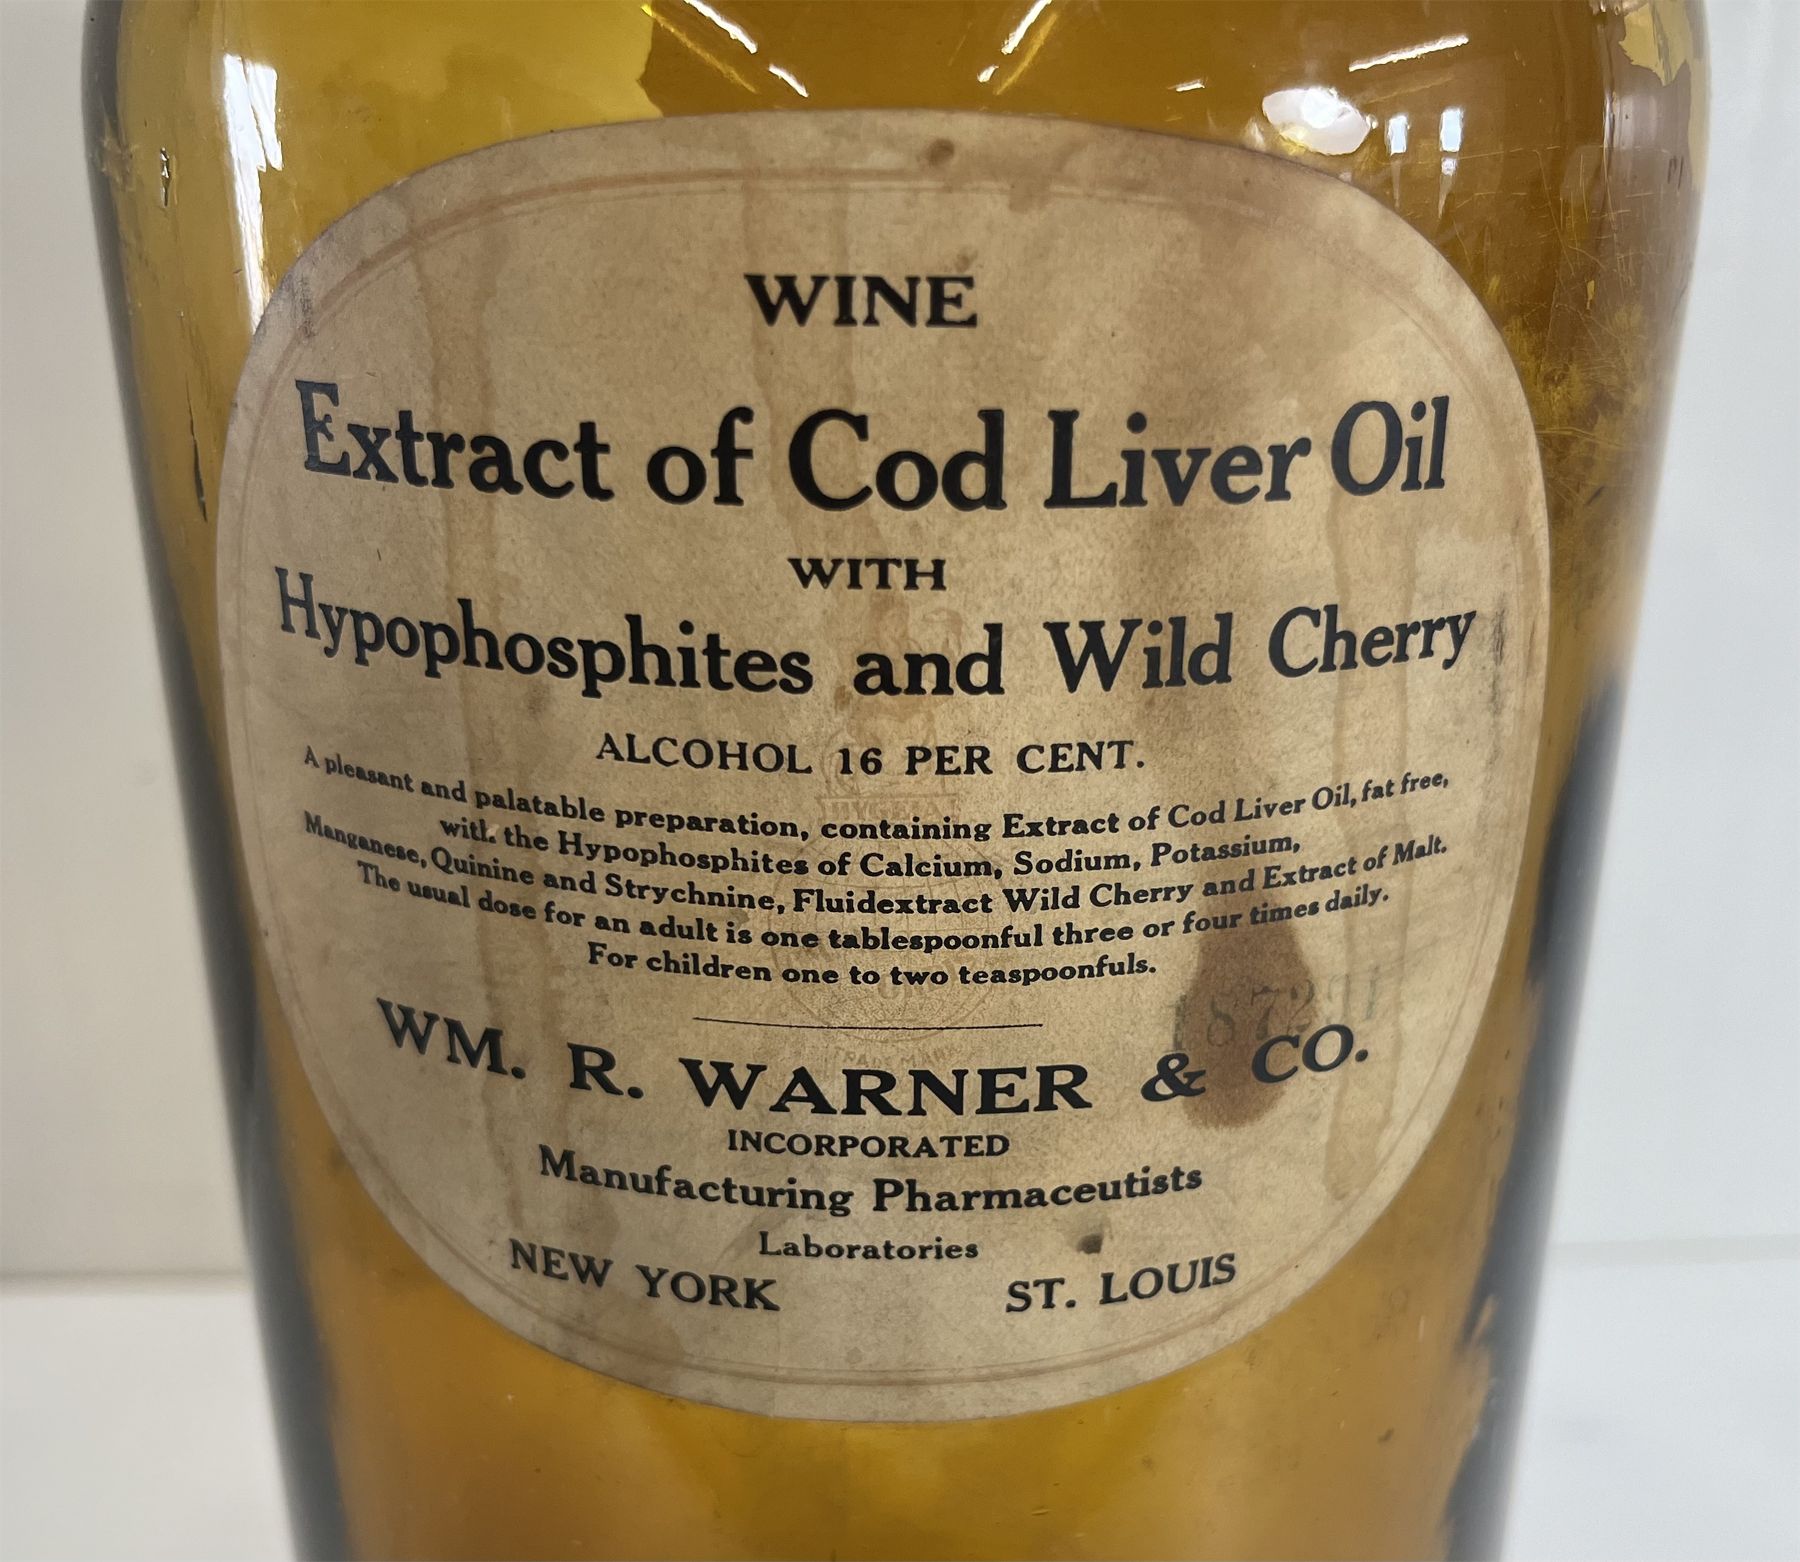 WINE
Extract of Cod Liver Oil
WITH
Hypophosphites and Wild Cherry
ALCOHOL 16 PER CENT.
A pleasant and palatable preparation, containing Extract of Cod Liver Oil, fat free,
with the Hypophosphites of Calcium, Sodium, Potassium,
Manganese, Quinine and Strychnine, Fluidextract Wild Cherry and Extract of Malt.
The usual dose for an adult is one tablespoonful three or four times daily.
For children one to two teaspoonfuls.
TRADE MARK
WM. R. WARNER & CO.
INCORPORATED
Manufacturing Pharmaceutists
Laboratories
NEW YORK ST. LOUIS